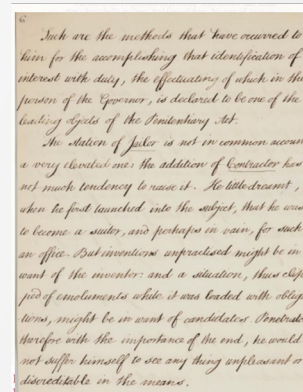 6
Such are the methods that have occurred to
him for the accomplishing that identification of
interest with duty, the effectuating of which in the
person of the Governor, is declared to be one of the
leading objects of the Penitentiary Act.
The station of Jailer is not in common accoun
a very elevated one: the addition of Contractor has
not much tendency to raise it. He little dreamt,
when he first launched into the subject, that he was
to become a suitor, and perhaps in vain, for such
an office. But inventions unpractised might be in
want of the inventor: and a situation, thus clip
ped of emoluments while it was loaded with oblig
tions, might be in want of candidates. Penetrate
therefore with the importance of the end, he would
not suffer himself to see any thing unpleasant or
discreditable in the means.